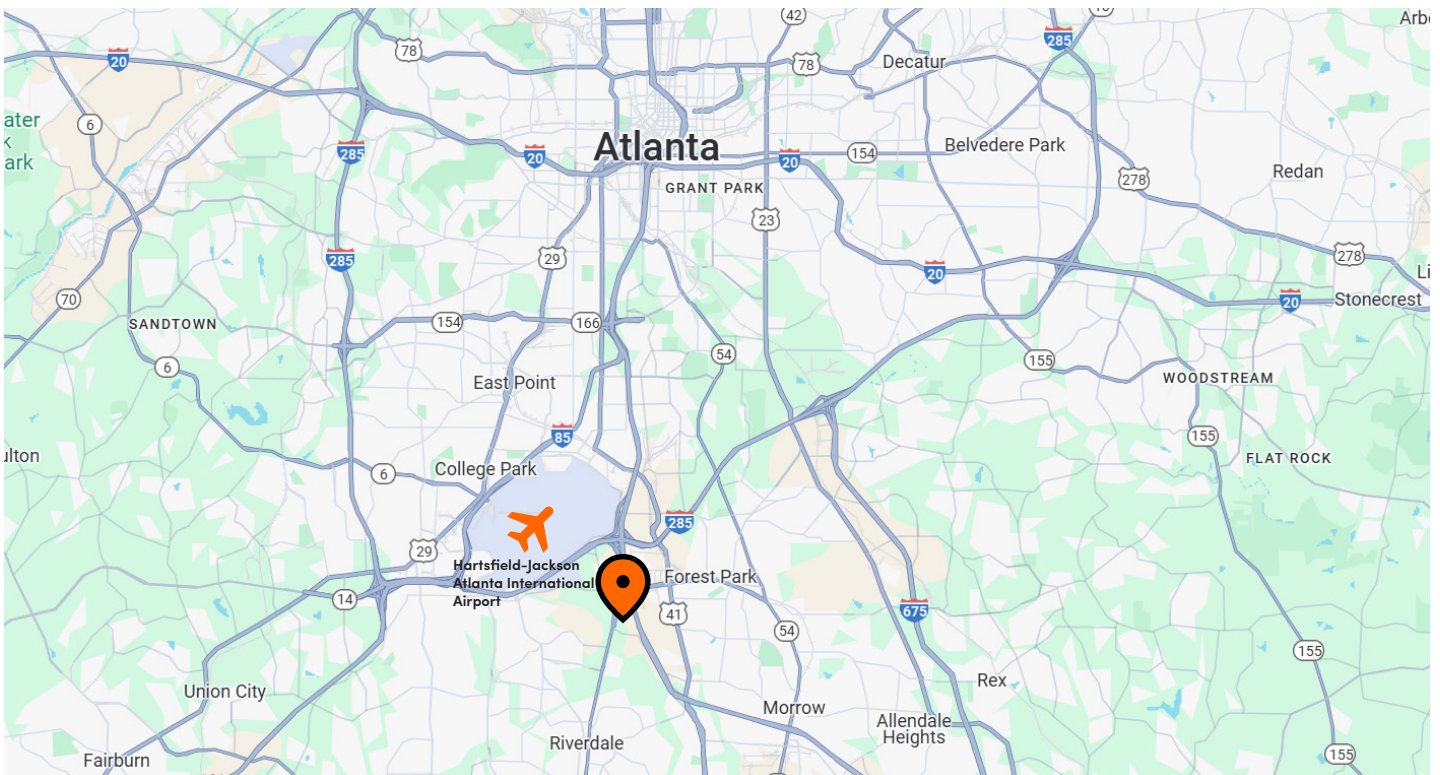 42
Arbo
78
285
20
Decatur
78
ater
k
ark
6
285
Atlanta
20
20
154
Belvedere Park
GRANT PARK
278
Redan
23
29
285
278
20
Li
70
20
Stonecrest
SANDTOWN
154
166
54
155
6
East Point
WOODSTREAM
85
155
ulton
College Park
6
FLAT ROCK
285
29
Hartsfield-Jackson
Atlanta International
Airport
Forest Park
14
41
675
54
155
Union City
Rex
Morrow
Allendale
Heights
Riverdale
Fairburn
155